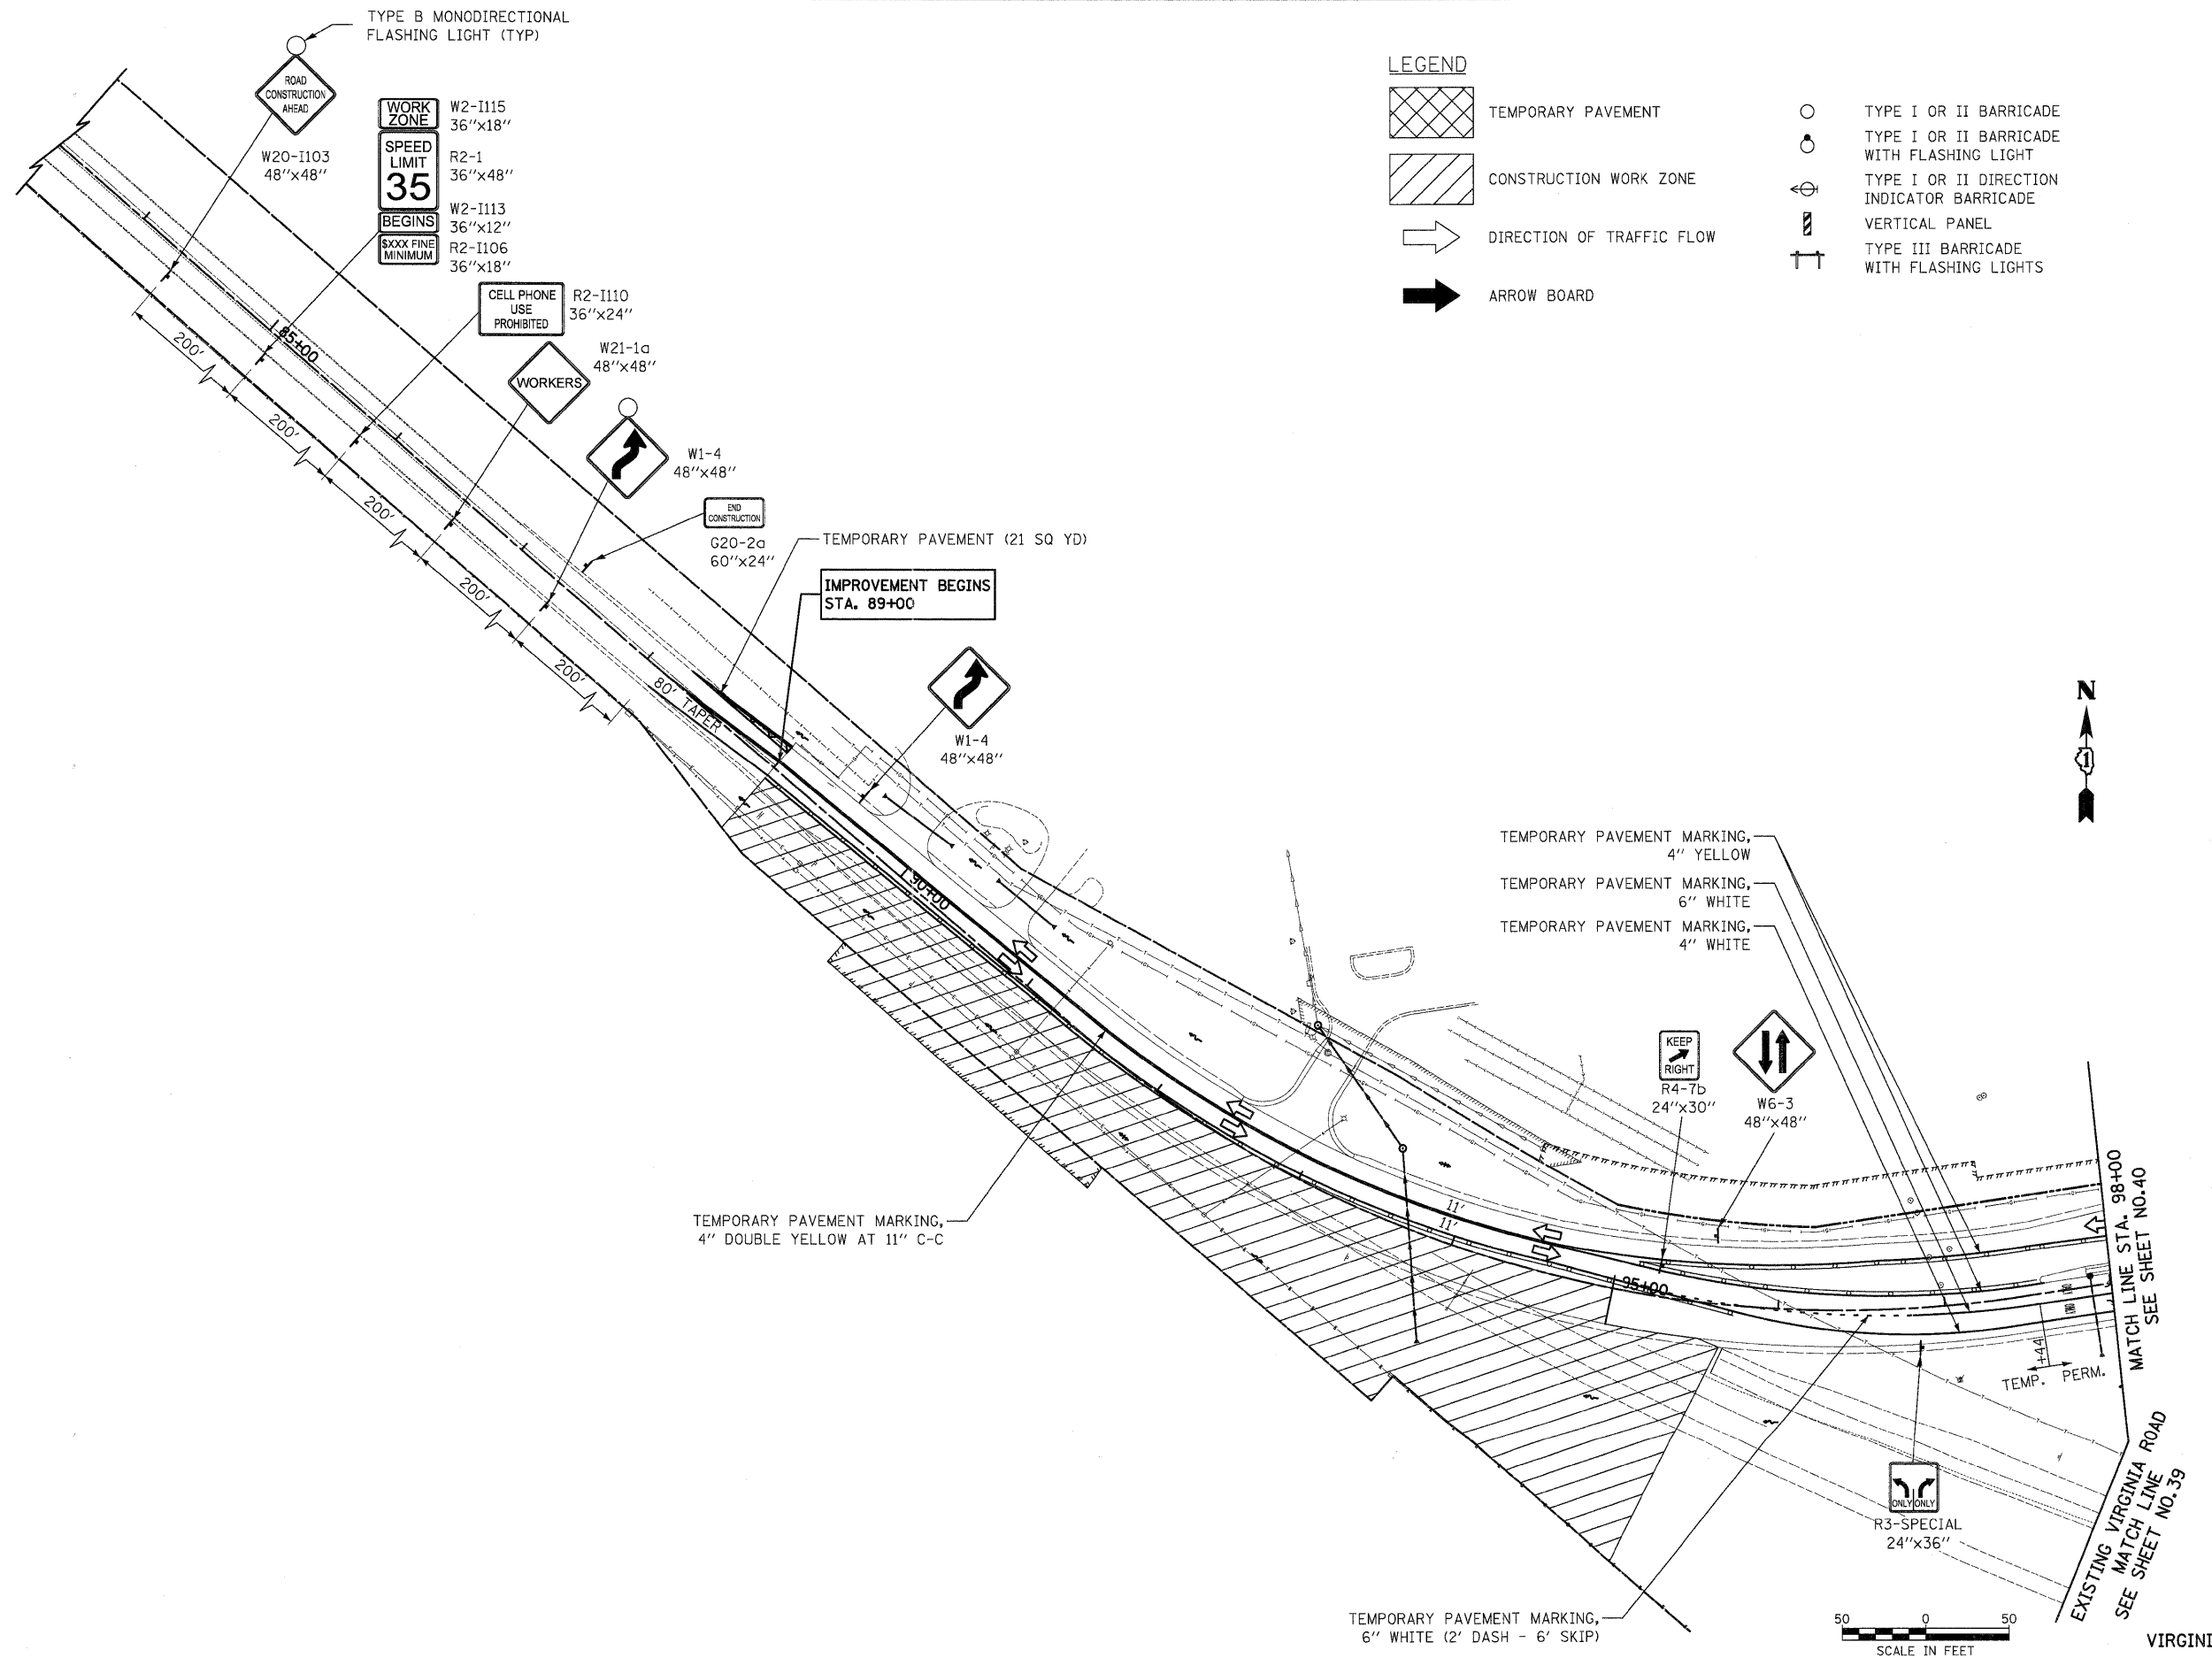 TYPE B MONODIRECTIONAL
FLASHING LIGHT (TYP)
ROAD
CONSTRUCTION
AHEAD
W20-I103
48"x48"
WORK
ZONE
W2-I115
36"x18"
SPEED
LIMIT
35
R2-1
36"x48"
BEGINS
W2-I113
36"x12"
$XXX FINE
MINIMUM
R2-I106
36"x18"
CELL PHONE
USE
PROHIBITED
R2-I110
36"x24"
WORKERS
W21-1a
48"x48"
W1-4
48"x48"
END
CONSTRUCTION
G20-2a
60"x24"
TEMPORARY PAVEMENT (21 SQ YD)
IMPROVEMENT BEGINS
STA. 89+00
W1-4
48"x48"
200'
200'
200'
200'
200'
85+00
80' TAPER
90+00
LEGEND
TEMPORARY PAVEMENT
CONSTRUCTION WORK ZONE
DIRECTION OF TRAFFIC FLOW
ARROW BOARD
TYPE I OR II BARRICADE
TYPE I OR II BARRICADE
WITH FLASHING LIGHT
TYPE I OR II DIRECTION
INDICATOR BARRICADE
VERTICAL PANEL
TYPE III BARRICADE
WITH FLASHING LIGHTS
N
1
TEMPORARY PAVEMENT MARKING,
4" YELLOW
TEMPORARY PAVEMENT MARKING,
6" WHITE
TEMPORARY PAVEMENT MARKING,
4" WHITE
KEEP
RIGHT
R4-7b
24"x30"
W6-3
48"x48"
TEMPORARY PAVEMENT MARKING,
4" DOUBLE YELLOW AT 11" C-C
11'
11'
95+00
+44
TEMP. PERM.
MATCH LINE STA. 98+00
SEE SHEET NO.40
ONLY ONLY
R3-SPECIAL
24"x36"
EXISTING VIRGINIA ROAD
MATCH LINE
SEE SHEET NO.39
TEMPORARY PAVEMENT MARKING,
6" WHITE (2' DASH - 6' SKIP)
50 0 50
SCALE IN FEET
VIRGINI